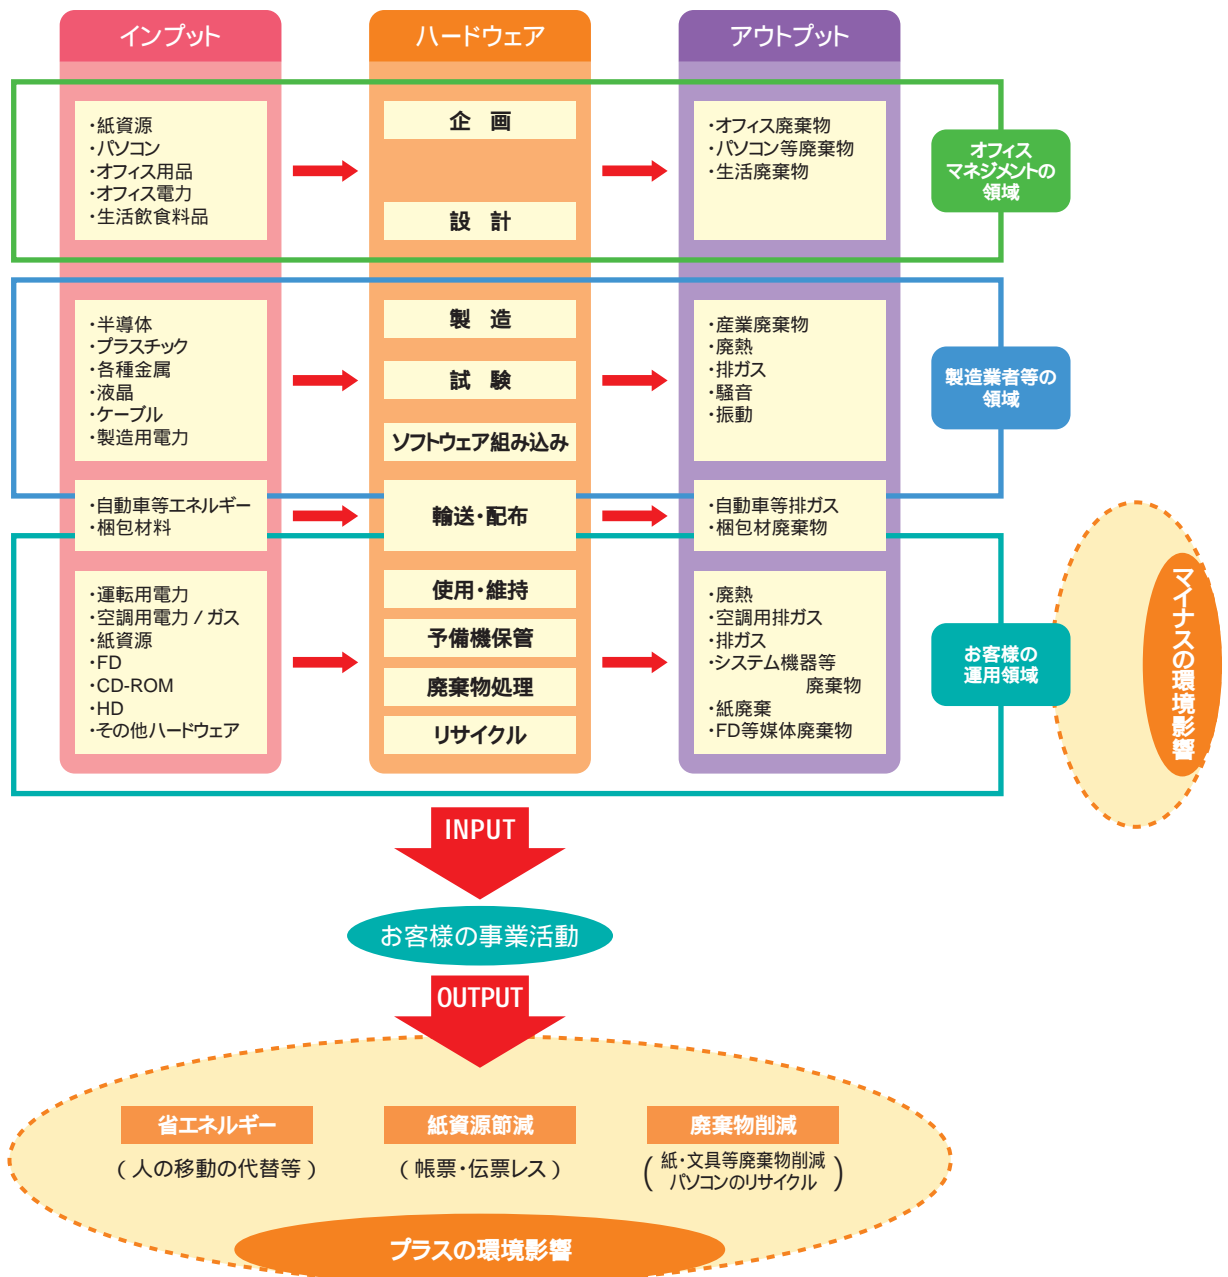 インプット
ハードウェア
アウトプット
・紙資源
・パソコン
・オフィス用品
・オフィス電力
・生活飲食料品
企　画
設　計
・オフィス廃棄物
・パソコン等廃棄物
・生活廃棄物
オフィス
マネジメントの
領域
・半導体
・プラスチック
・各種金属
・液晶
・ケーブル
・製造用電力
製　造
試　験
ソフトウェア組み込み
・産業廃棄物
・廃熱
・排ガス
・騒音
・振動
製造業者等の
領域
・自動車等エネルギー
・梱包材料
輸送・配布
・自動車等排ガス
・梱包材廃棄物
・運転用電力
・空調用電力 / ガス
・紙資源
・FD
・CD-ROM
・HD
・その他ハードウェア
使用・維持
予備機保管
廃棄物処理
リサイクル
・廃熱
・空調用排ガス
・排ガス
・システム機器等
廃棄物
・紙廃棄
・FD等媒体廃棄物
お客様の
運用領域
マイナスの環境影響
INPUT
お客様の事業活動
OUTPUT
省エネルギー
（人の移動の代替等）
紙資源節減
（帳票・伝票レス）
廃棄物削減
（紙・文具等廃棄物削減
パソコンのリサイクル）
プラスの環境影響